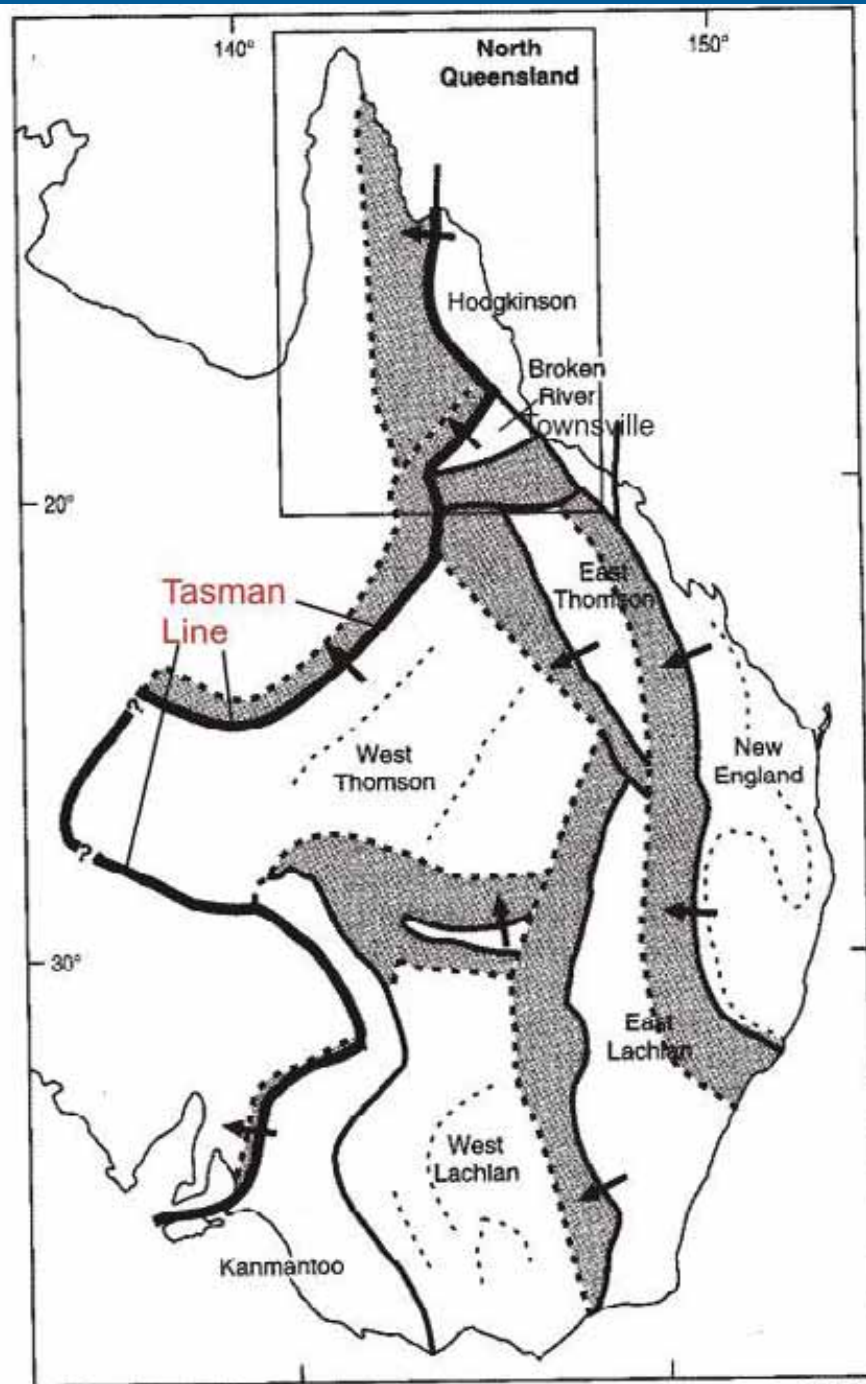 140°
150°
North
Queensland
Hodgkinson
Broken
River
Townsville
20°
East
Thomson
Tasman
Line
West
Thomson
New
England
?
?
30°
East
Lachlan
West
Lachlan
Kanmantoo